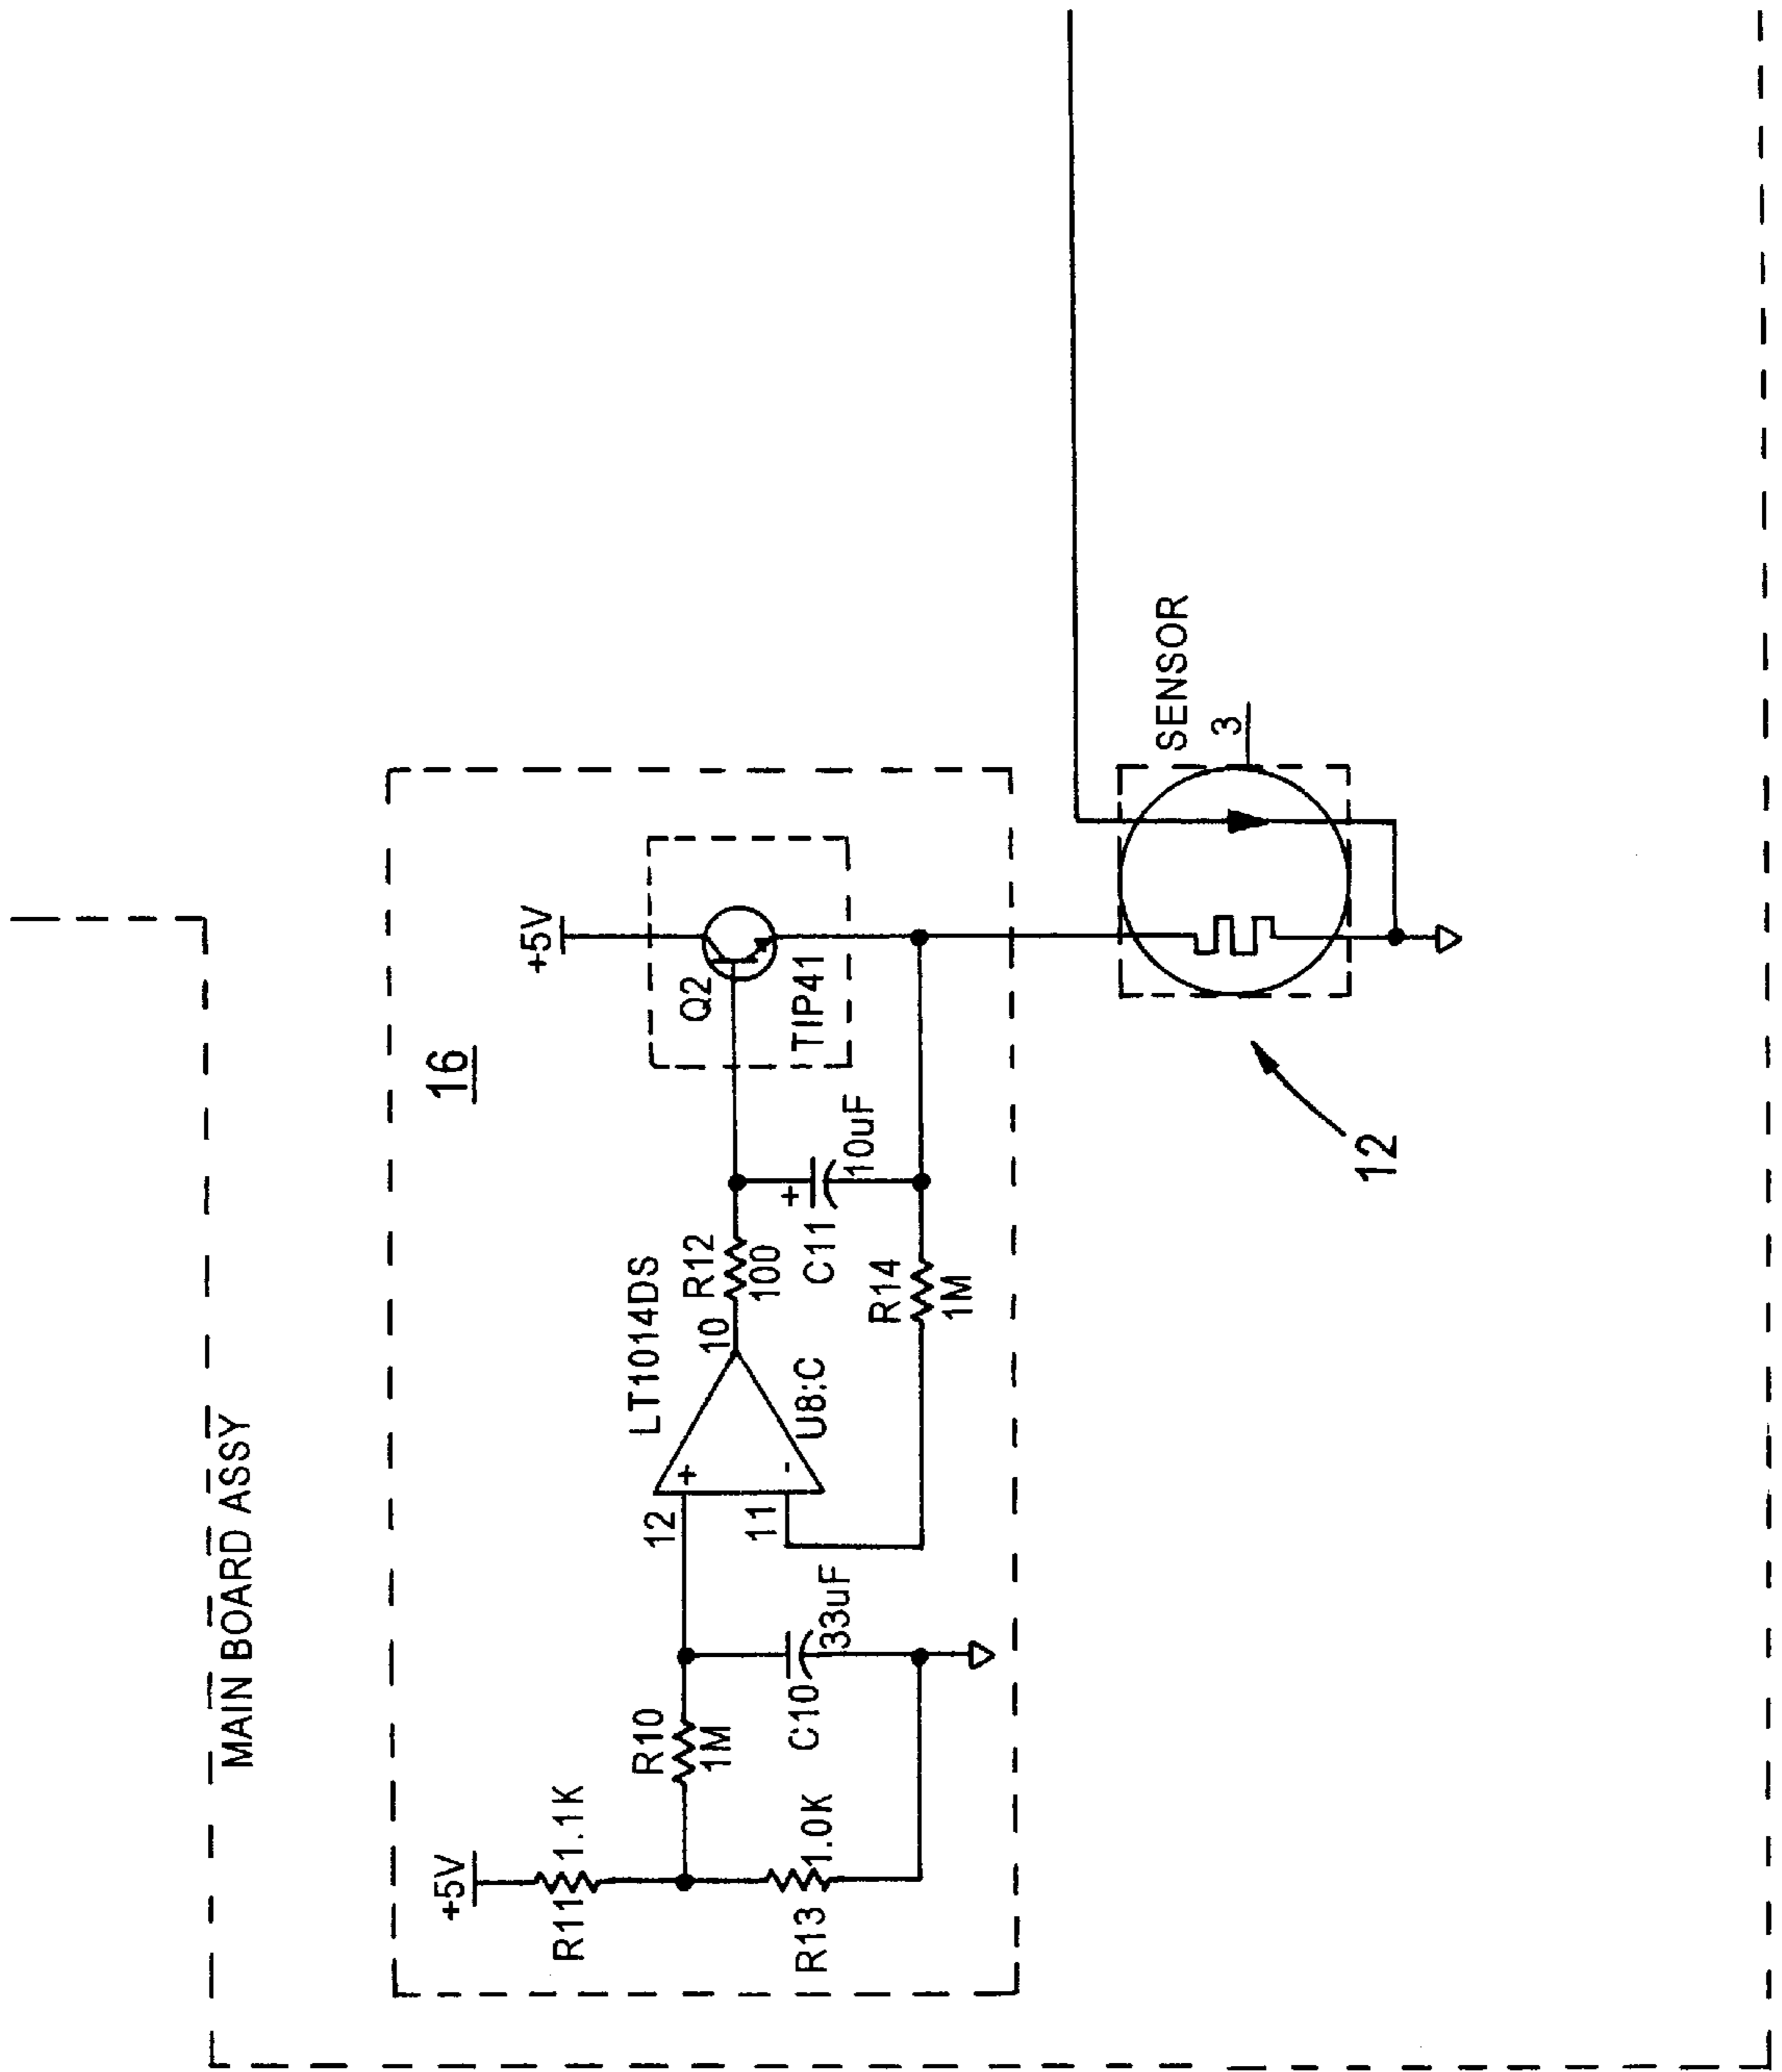 MAIN BOARD ASSY
16
+5V
R11
1.1K
R10
1M
R13
1.0K
C10
33uF
12
11
+
-
LT1014DS
U8:C
10
R12
100
+
C11
10uF
R14
1M
+5V
Q2
TIP41
SENSOR
3
12